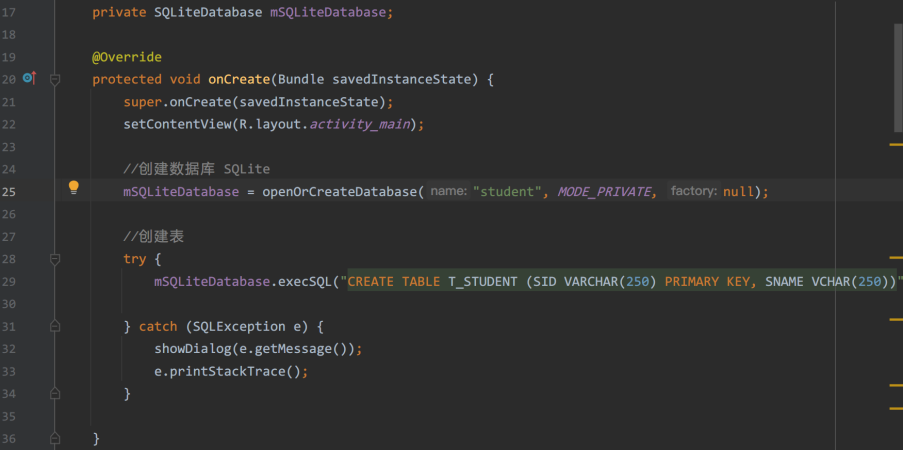 17 private SQLiteDatabase mSQLiteDatabase;
18
19 @Override
20 protected void onCreate(Bundle savedInstanceState) {
21 super.onCreate(savedInstanceState);
22 setContentView(R.layout.activity_main);
23
24 //创建数据库 SQLite
25 mSQLiteDatabase = openOrCreateDatabase( name: "student", MODE_PRIVATE, factory: null);
26
27 //创建表
28 try {
29 mSQLiteDatabase.execSQL("CREATE TABLE T_STUDENT (SID VARCHAR(250) PRIMARY KEY, SNAME VCHAR(250))"
30
31 } catch (SQLException e) {
32 showDialog(e.getMessage());
33 e.printStackTrace();
34 }
35
36 }